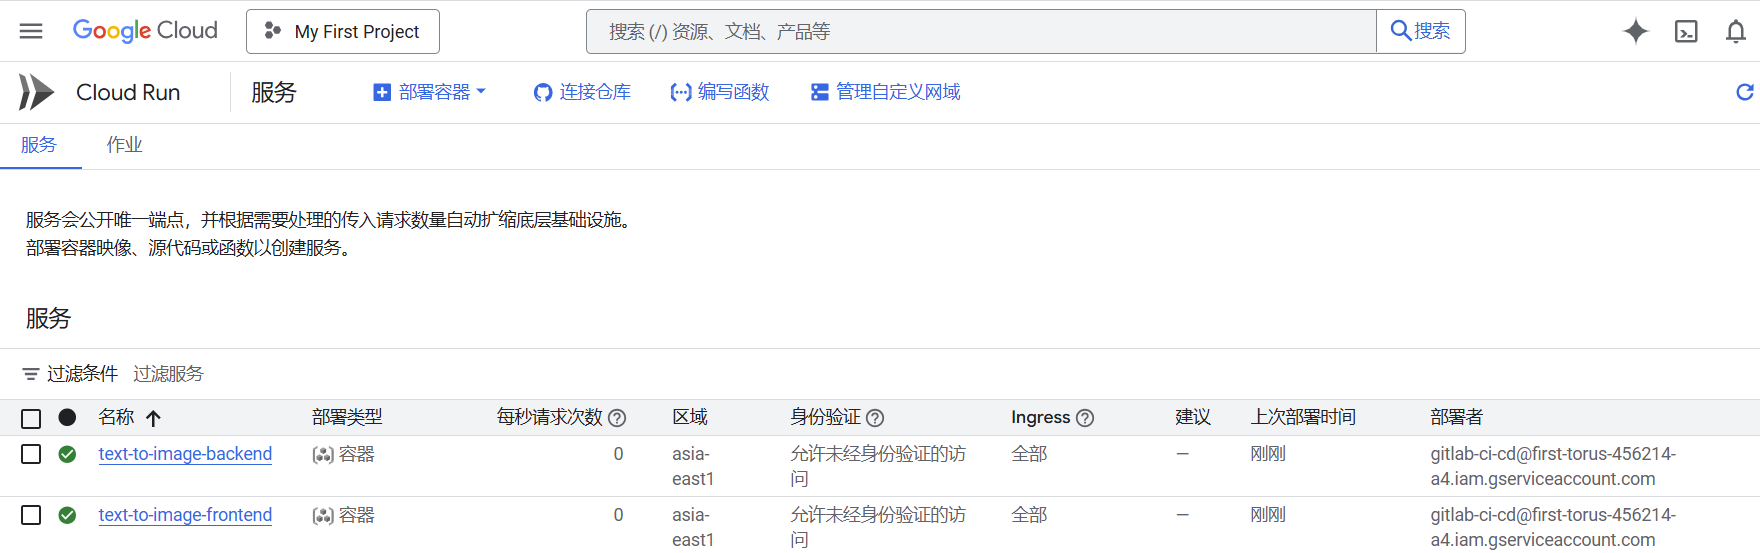 Google Cloud
My First Project
搜索 (/) 资源、文档、产品等
搜索
Cloud Run
服务
部署容器
连接仓库
编写函数
管理自定义网域
服务
作业
服务会公开唯一端点，并根据需要处理的传入请求数量自动扩缩底层基础设施。
部署容器映像、源代码或函数以创建服务。
服务
过滤条件 过滤服务
名称 部署类型 每秒请求次数 区域 身份验证 Ingress 建议 上次部署时间 部署者
text-to-image-backend 容器 0 asia- 允许未经身份验证的访 全部 — 刚刚 gitlab-ci-cd@first-torus-456214-
east1 问 a4.iam.gserviceaccount.com
text-to-image-frontend 容器 0 asia- 允许未经身份验证的访 全部 — 刚刚 gitlab-ci-cd@first-torus-456214-
east1 问 a4.iam.gserviceaccount.com